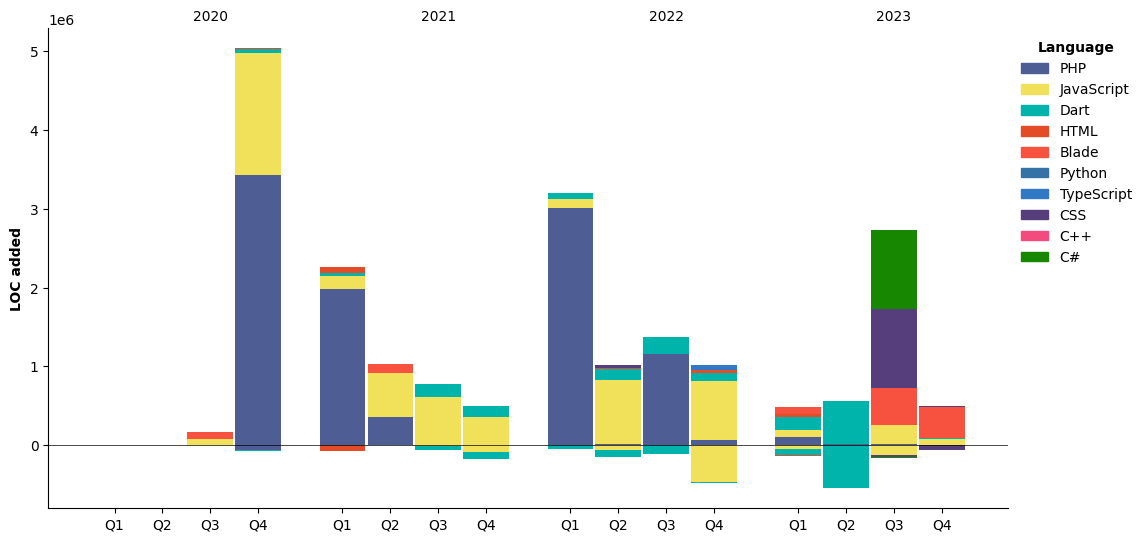 2020 2021 2022 2023
1e6
5
4
3
2
1
0
LOC added
Q1 Q2 Q3 Q4 Q1 Q2 Q3 Q4 Q1 Q2 Q3 Q4 Q1 Q2 Q3 Q4
Language
PHP
JavaScript
Dart
HTML
Blade
Python
TypeScript
CSS
C++
C#